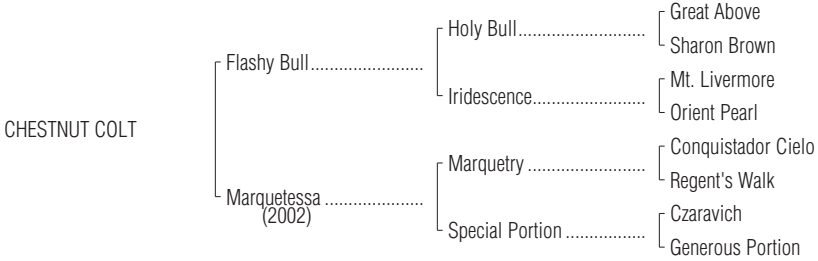 Great Above
Holy Bull..............................
Sharon Brown
Flashy Bull...........................
Mt. Livermore
Iridescence...........................
Orient Pearl
CHESTNUT COLT
Conquistador Cielo
Marquetry ............................
Regent's Walk
Marquetessa ........................
(2002)
Czaravich
Special Portion ...................
Generous Portion